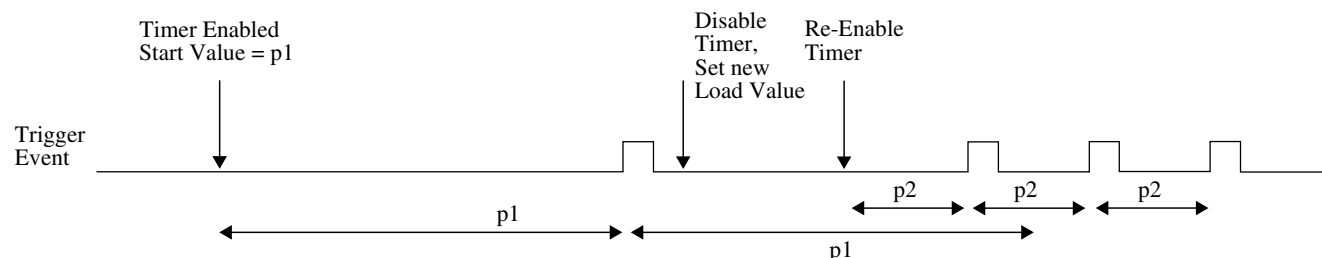 Timer Enabled
Start Value = p1
Disable
Timer,
Set new
Load Value
Re-Enable
Timer
Trigger
Event
p2
p2
p2
p1
p1